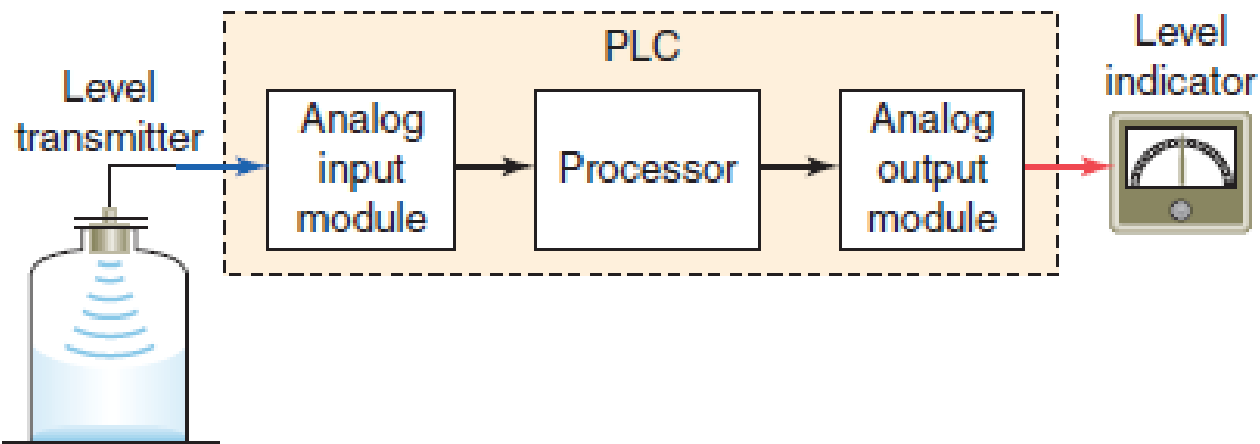 PLC
Level
transmitter
Analog
input
module
Processor
Analog
output
module
Level
indicator